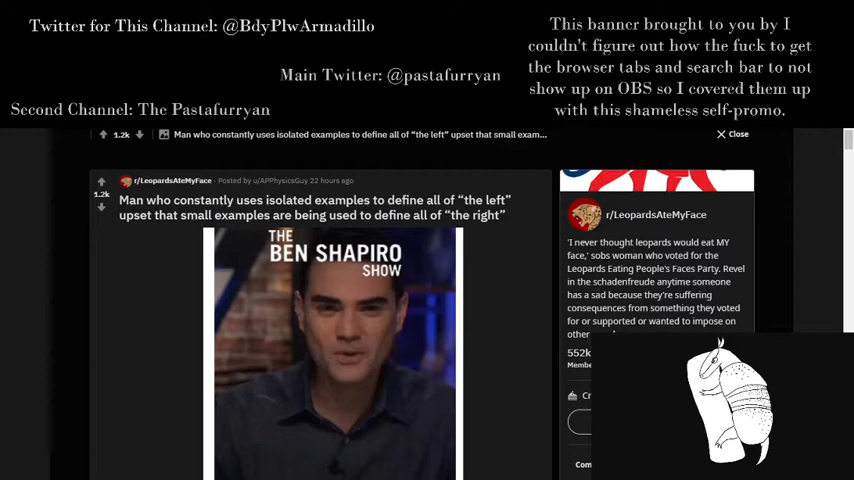 Twitter for This Channel: @BdyPlwArmadillo
Main Twitter: @pastafurryan
Second Channel: The Pastafurryan
This banner brought to you by I
couldn't figure out how the fuck to get
the browser tabs and search bar to not
show up on OBS so I covered them up
with this shameless self-promo.
1.2k Man who constantly uses isolated examples to define all of “the left” upset that small exam...
Close
r/LeopardsAteMyFace · Posted by u/APPhysicsGuy 22 hours ago
1.2k
Man who constantly uses isolated examples to define all of “the left”
upset that small examples are being used to define all of “the right”
THE
BEN SHAPIRO
SHOW
r/LeopardsAteMyFace
'I never thought leopards would eat MY
face,' sobs woman who voted for the
Leopards Eating People's Faces Party. Revel
in the schadenfreude anytime someone
has a sad because they're suffering
consequences from something they voted
for or supported or wanted to impose on
other
552k
Membe
Cr
Com